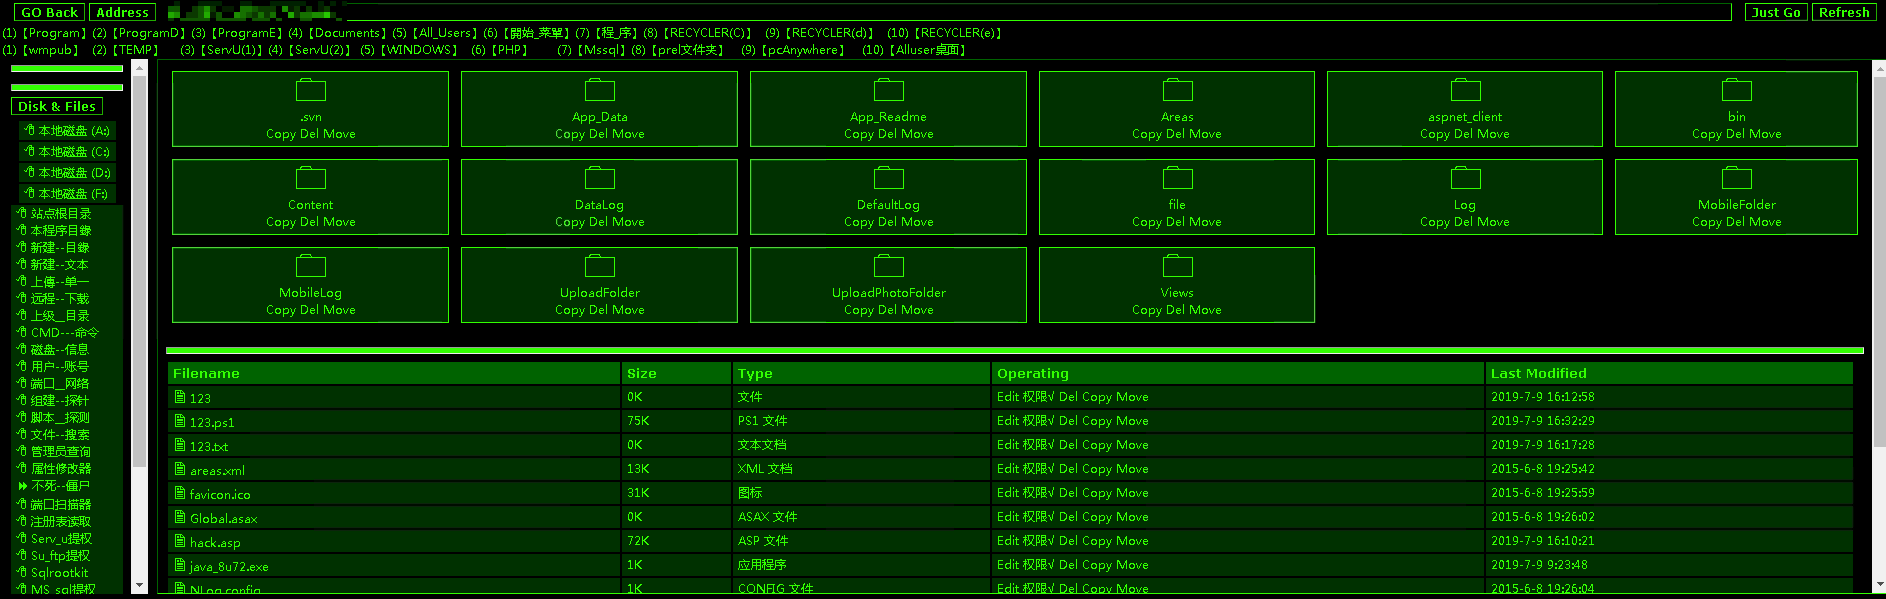 GO Back Address Just Go Refresh
(1)【Program】(2)【ProgramD】(3)【ProgramE】(4)【Documents】(5)【All_Users】(6)【開始_菜單】(7)【程_序】(8)【RECYCLER(C)】 (9)【RECYCLER(d)】 (10)【RECYCLER(e)】
(1)【wmpub】 (2)【TEMP】 (3)【ServU(1)】(4)【ServU(2)】 (5)【WINDOWS】 (6)【PHP】 (7)【Mssql】(8)【prel文件夹】 (9)【pcAnywhere】 (10)【Alluser桌面】
Disk & Files
本地磁盘 (A:)
本地磁盘 (C:)
本地磁盘 (D:)
本地磁盘 (F:)
站点根目录
本程序目錄
新建--目錄
新建--文本
上傳--单一
远程--下载
上级__目录
CMD---命令
磁盘--信息
用户--账号
端口__网络
组建--探针
脚本__探测
文件--搜索
管理员查询
属性修改器
不死--僵尸
端口扫描器
注册表读取
Serv_u提权
Su_ftp提权
Sqlrootkit
MS_sql提权
.svn
Copy Del Move
App_Data
Copy Del Move
App_Readme
Copy Del Move
Areas
Copy Del Move
aspnet_client
Copy Del Move
bin
Copy Del Move
Content
Copy Del Move
DataLog
Copy Del Move
DefaultLog
Copy Del Move
file
Copy Del Move
Log
Copy Del Move
MobileFolder
Copy Del Move
MobileLog
Copy Del Move
UploadFolder
Copy Del Move
UploadPhotoFolder
Copy Del Move
Views
Copy Del Move
Filename Size Type Operating Last Modified
123 0K 文件 Edit 权限√ Del Copy Move 2019-7-9 16:12:58
123.ps1 75K PS1 文件 Edit 权限√ Del Copy Move 2019-7-9 16:32:29
123.txt 0K 文本文档 Edit 权限√ Del Copy Move 2019-7-9 16:17:28
areas.xml 13K XML 文档 Edit 权限√ Del Copy Move 2015-6-8 19:25:42
favicon.ico 31K 图标 Edit 权限√ Del Copy Move 2015-6-8 19:25:59
Global.asax 0K ASAX 文件 Edit 权限√ Del Copy Move 2015-6-8 19:26:02
hack.asp 72K ASP 文件 Edit 权限√ Del Copy Move 2019-7-9 16:10:21
java_8u72.exe 1K 应用程序 Edit 权限√ Del Copy Move 2019-7-9 9:23:48
NLog.config 1K CONFIG 文件 Edit 权限√ Del Copy Move 2015-6-8 19:26:04